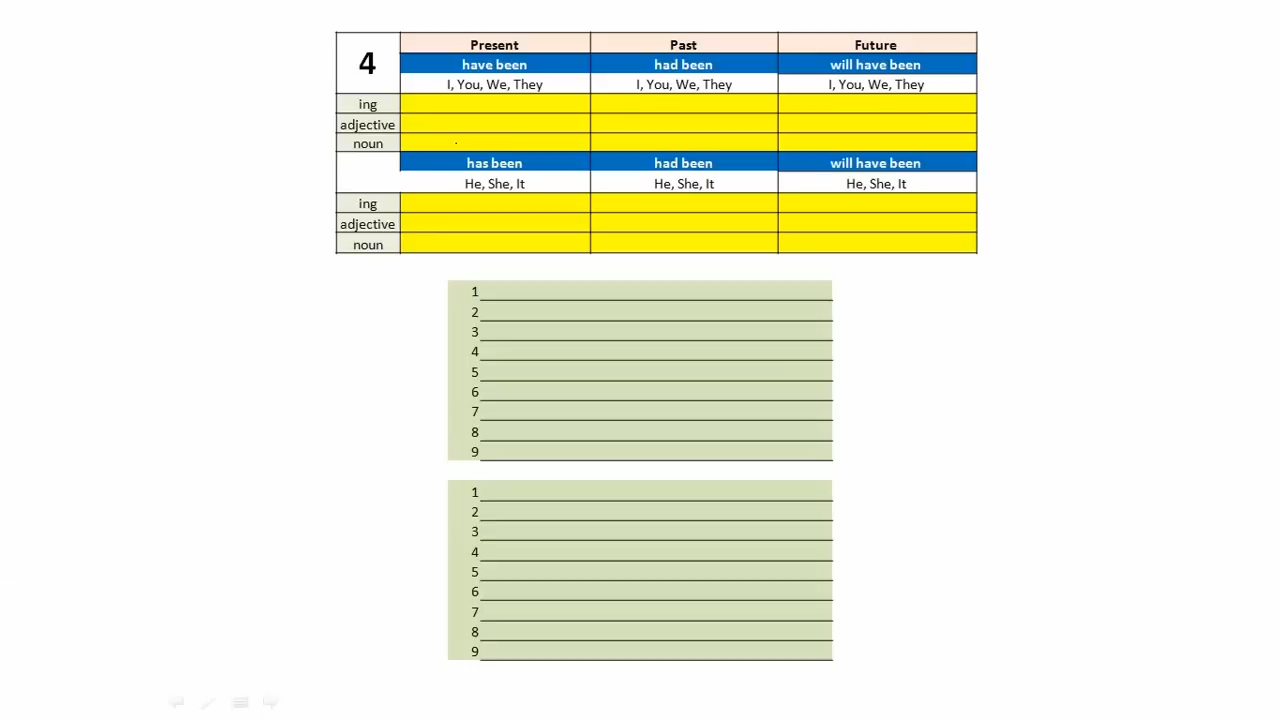 4 Present Past Future
have been had been will have been
I, You, We, They I, You, We, They I, You, We, They
ing
adjective
noun
has been had been will have been
He, She, It He, She, It He, She, It
ing
adjective
noun
1
2
3
4
5
6
7
8
9
1
2
3
4
5
6
7
8
9